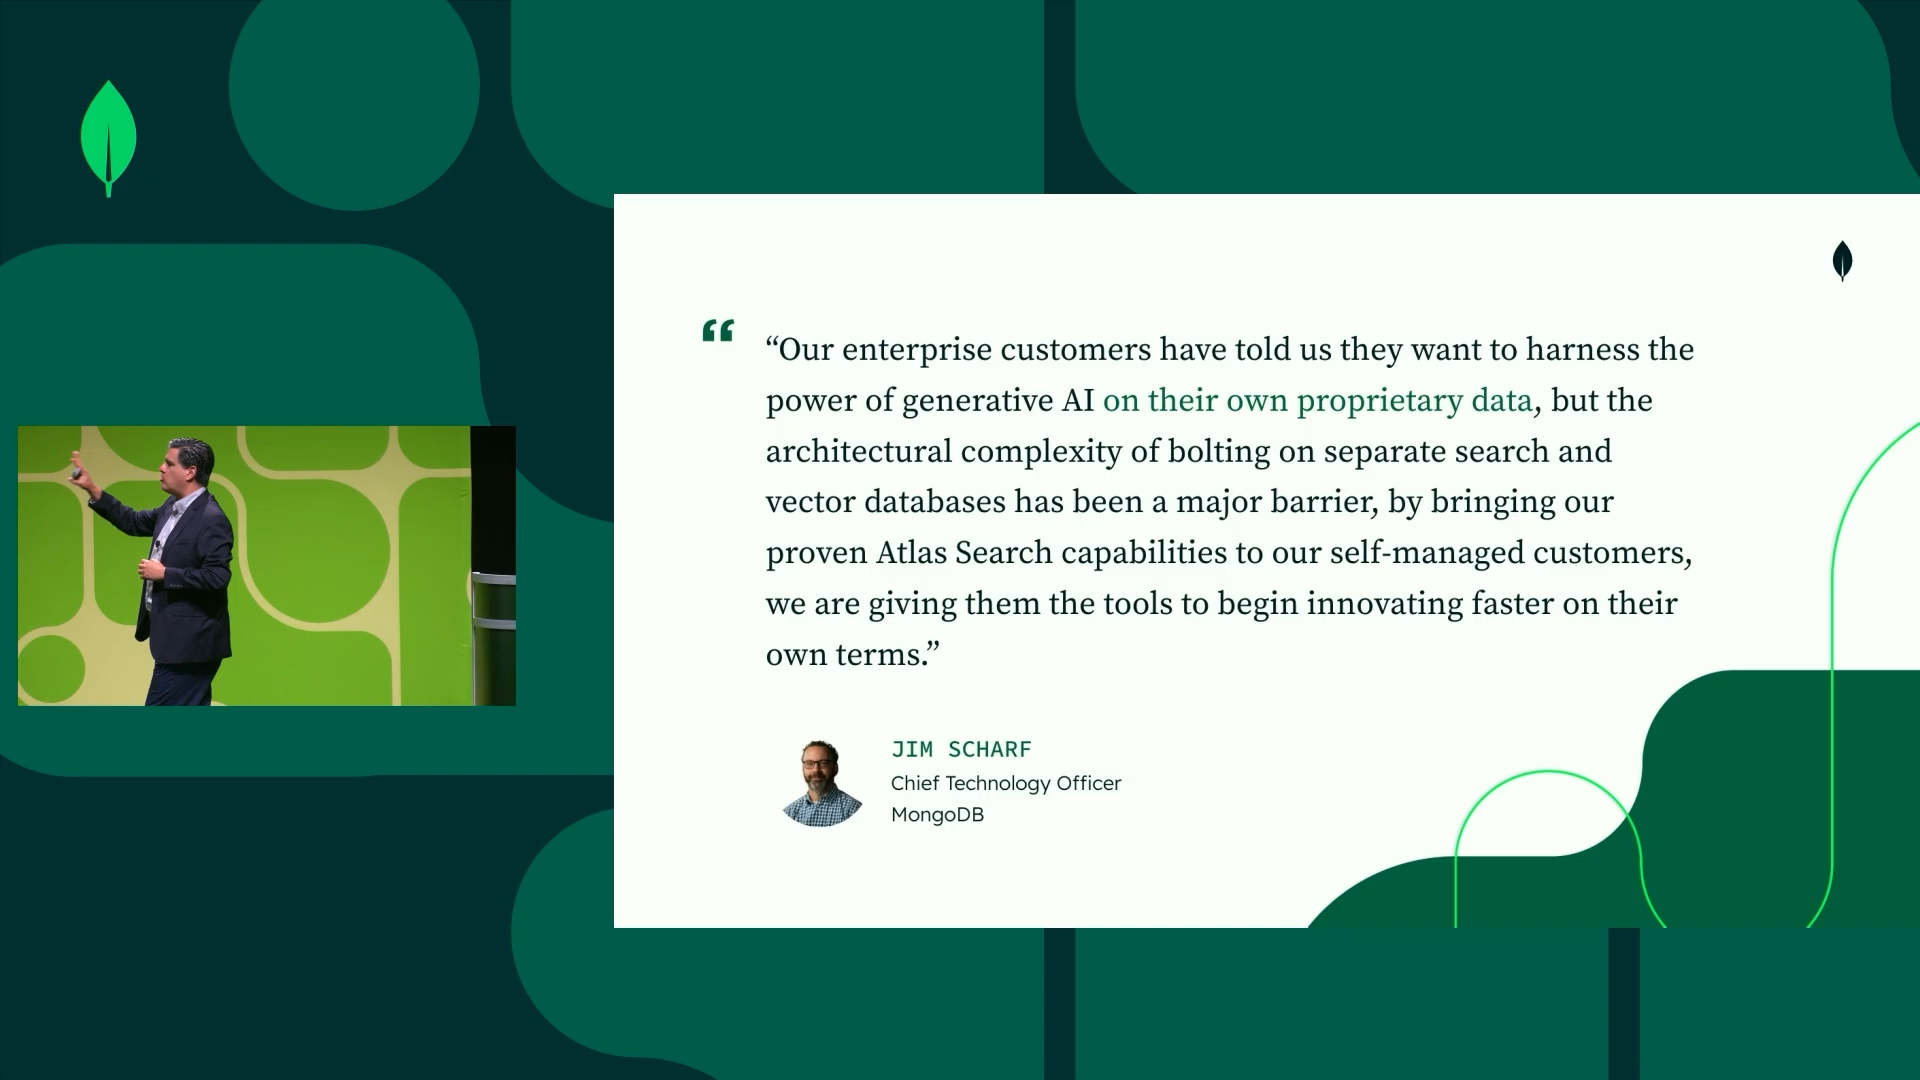 “
“Our enterprise customers have told us they want to harness the
power of generative AI on their own proprietary data, but the
architectural complexity of bolting on separate search and
vector databases has been a major barrier, by bringing our
proven Atlas Search capabilities to our self-managed customers,
we are giving them the tools to begin innovating faster on their
own terms.”
JIM SCHARF
Chief Technology Officer
MongoDB